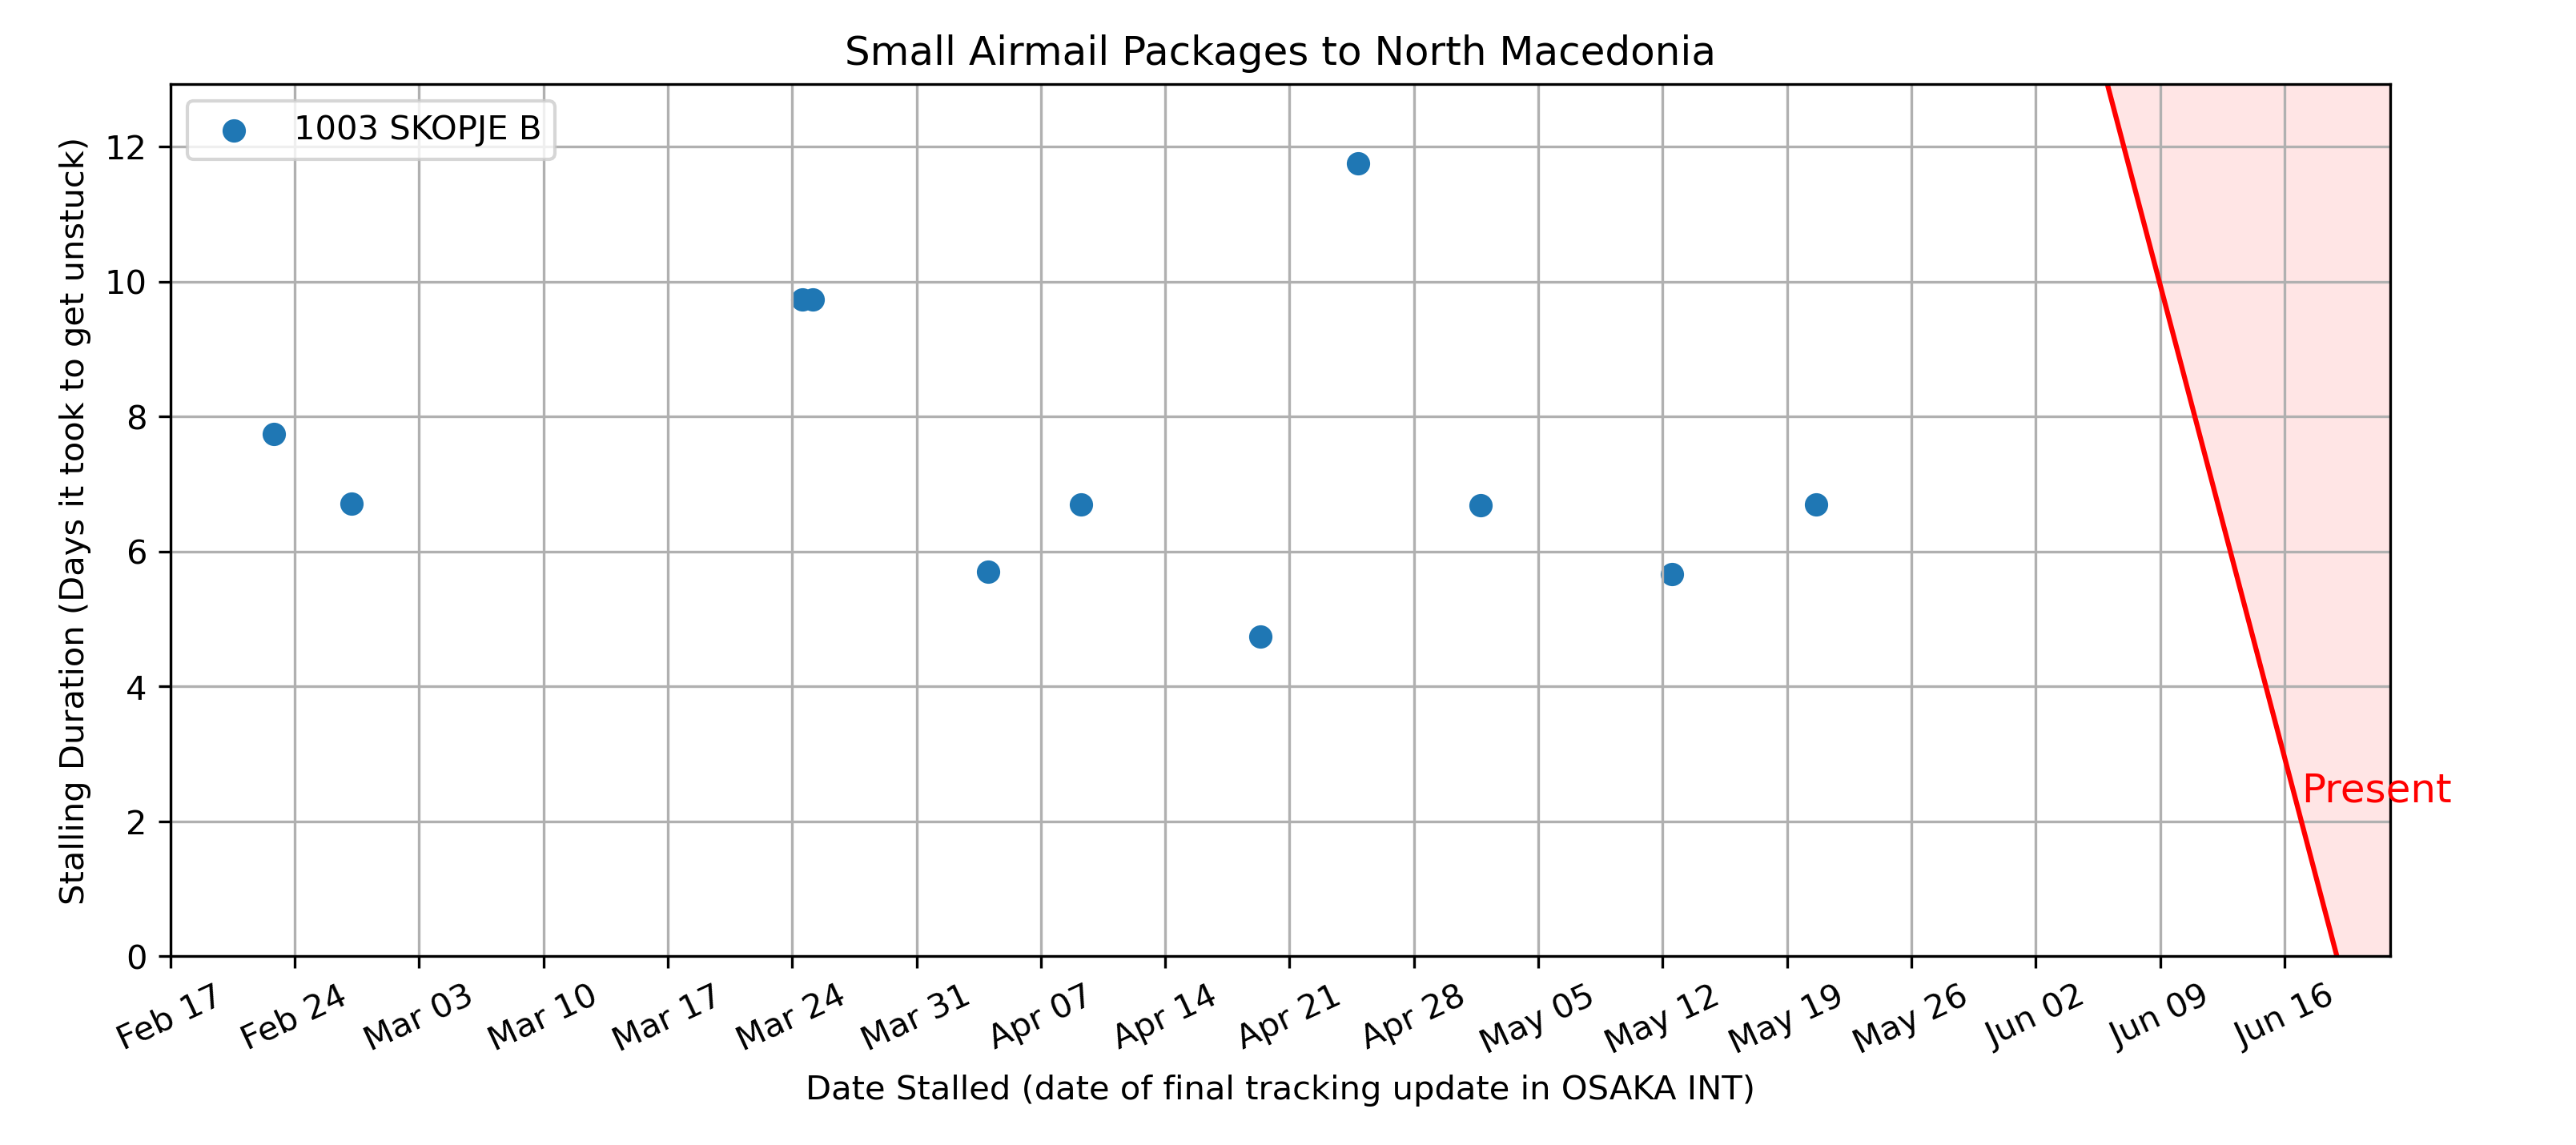 Small Airmail Packages to North Macedonia
1003 SKOPJE B
Stalling Duration (Days it took to get unstuck)
12
10
8
6
4
2
0
Present
Feb 17 Feb 24 Mar 03 Mar 10 Mar 17 Mar 24 Mar 31 Apr 07 Apr 14 Apr 21 Apr 28 May 05 May 12 May 19 May 26 Jun 02 Jun 09 Jun 16
Date Stalled (date of final tracking update in OSAKA INT)